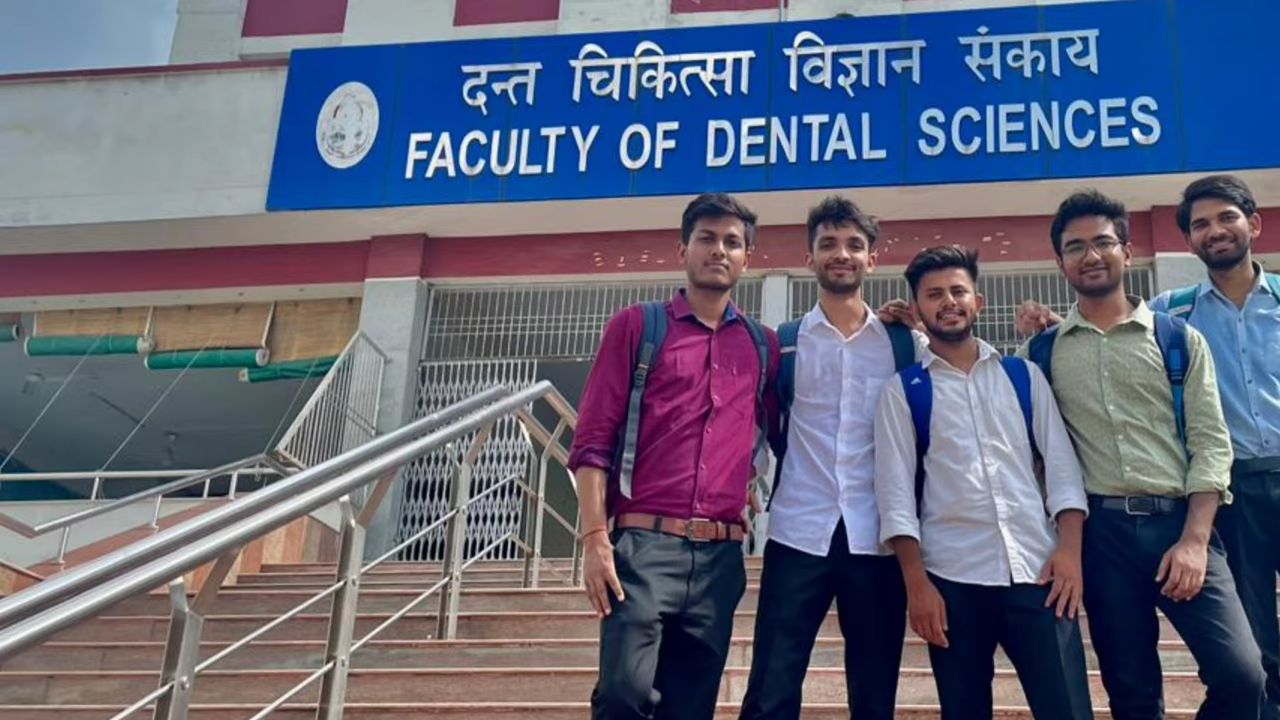 दन्त चिकित्सा विज्ञान संकाय
FACULTY OF DENTAL SCIENCES